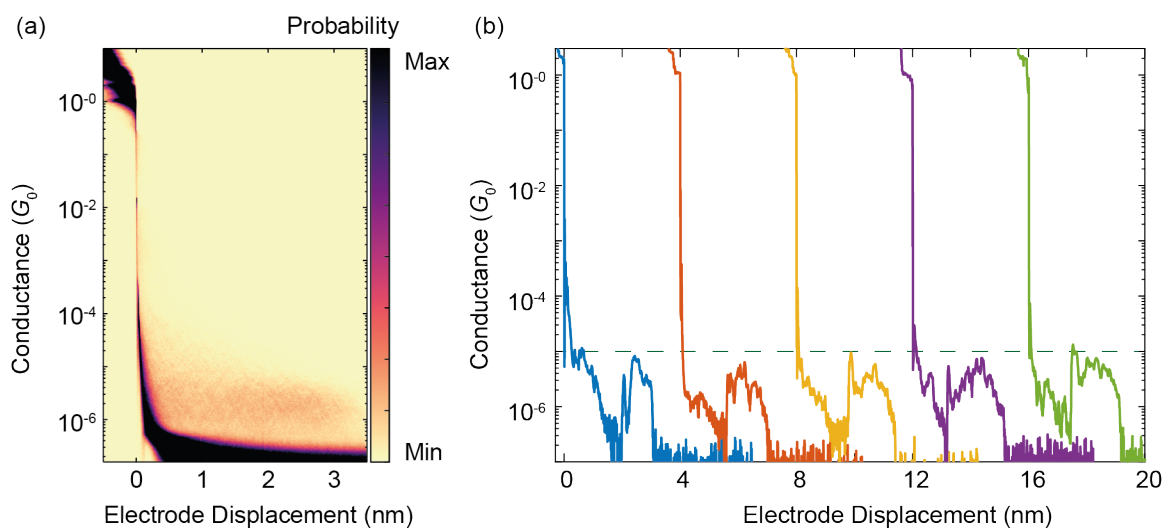 (a)
Probability
Max
Min
10-0
10-2
10-4
10-6
Conductance (G0)
0 1 2 3
Electrode Displacement (nm)
(b)
10-0
10-2
10-4
10-6
Conductance (G0)
0 4 8 12 16 20
Electrode Displacement (nm)